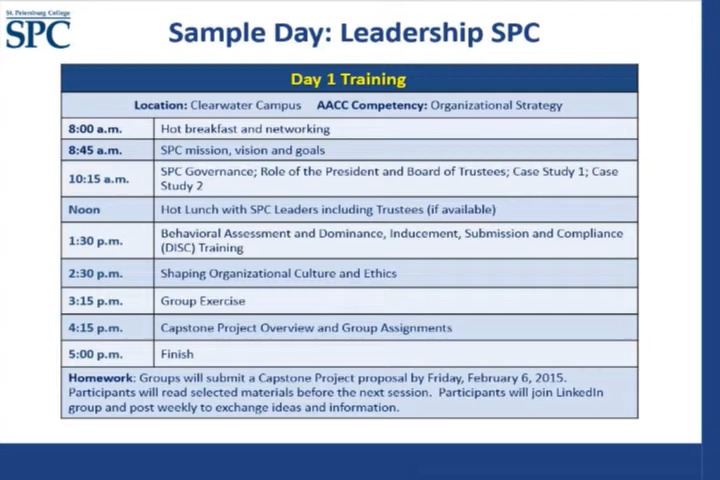 St. Petersburg College
SPC
Sample Day: Leadership SPC
Day 1 Training
Location: Clearwater Campus AACC Competency: Organizational Strategy
8:00 a.m. Hot breakfast and networking
8:45 a.m. SPC mission, vision and goals
10:15 a.m. SPC Governance; Role of the President and Board of Trustees; Case Study 1; Case
Study 2
Noon Hot Lunch with SPC Leaders including Trustees (if available)
1:30 p.m. Behavioral Assessment and Dominance, Inducement, Submission and Compliance
(DISC) Training
2:30 p.m. Shaping Organizational Culture and Ethics
3:15 p.m. Group Exercise
4:15 p.m. Capstone Project Overview and Group Assignments
5:00 p.m. Finish
Homework: Groups will submit a Capstone Project proposal by Friday, February 6, 2015.
Participants will read selected materials before the next session. Participants will join LinkedIn
group and post weekly to exchange ideas and information.